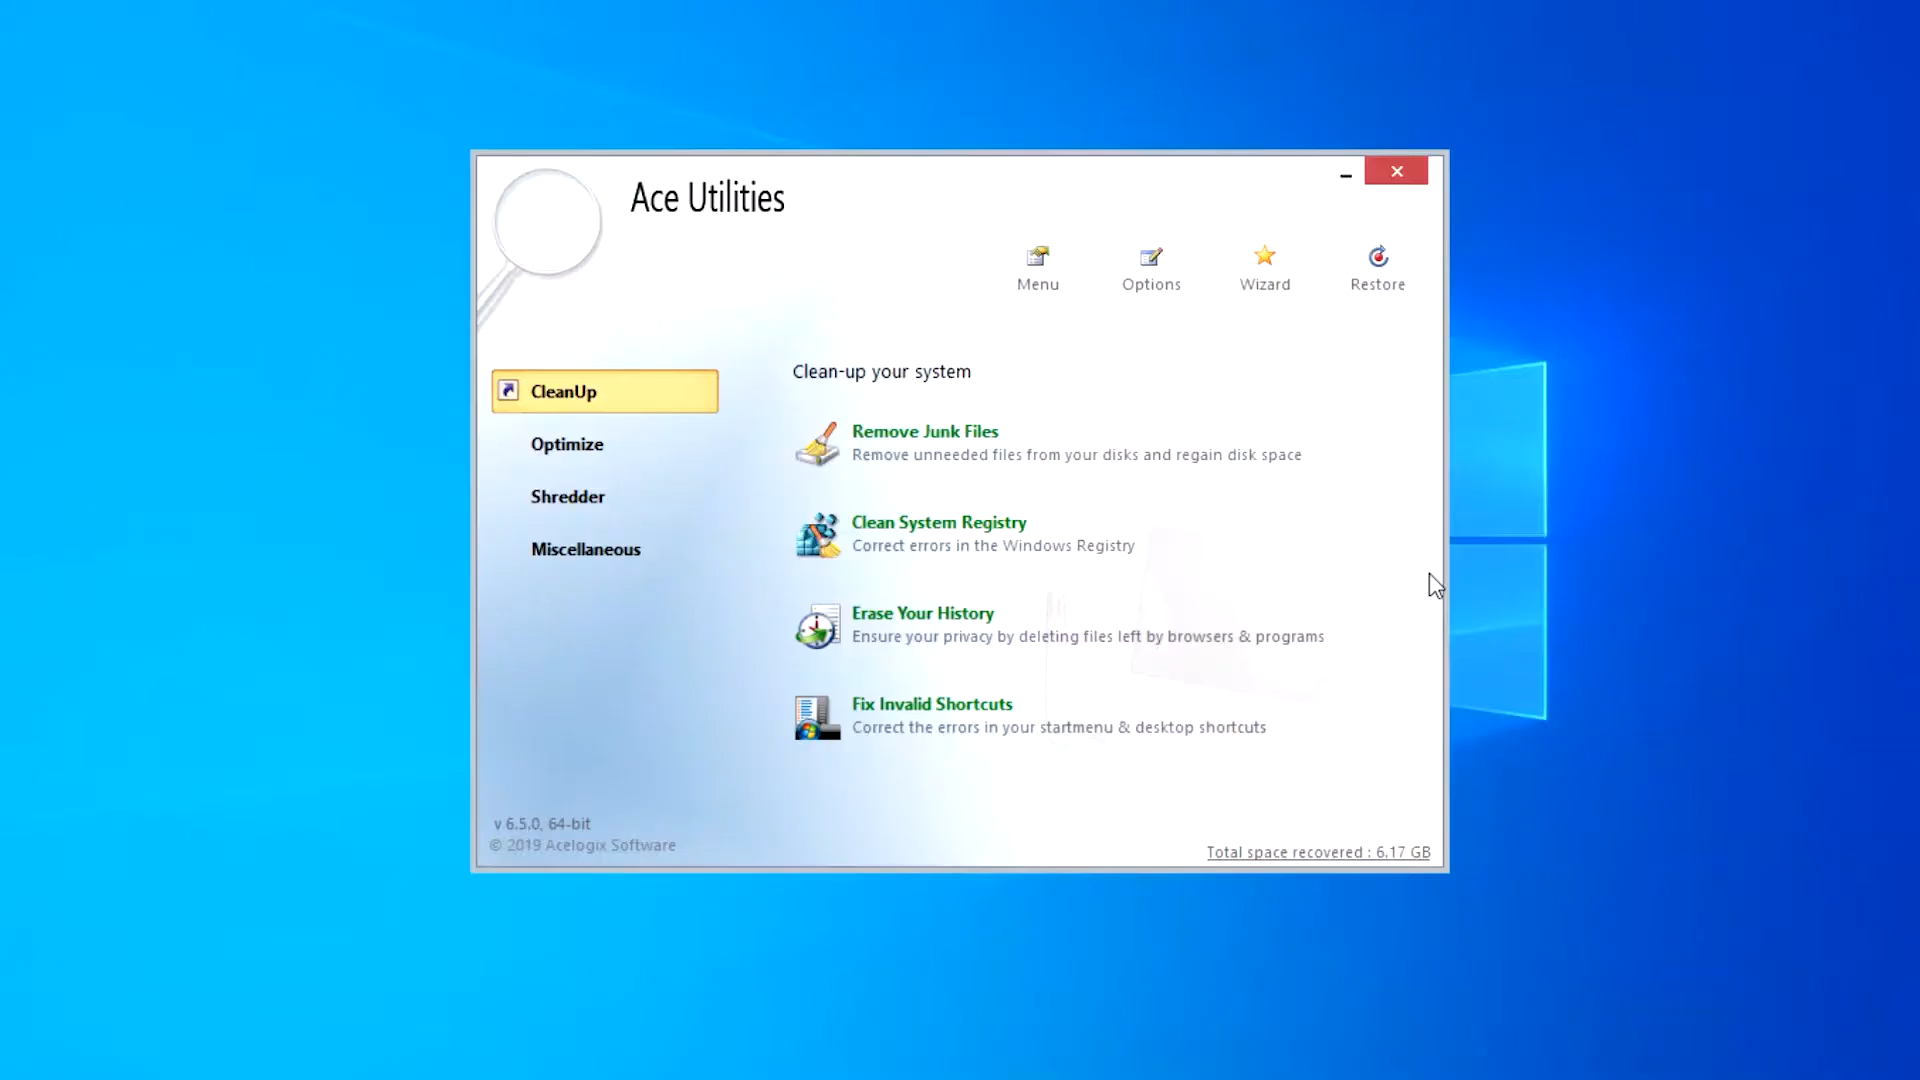 Ace Utilities
Menu
Options
Wizard
Restore
CleanUp
Optimize
Shredder
Miscellaneous
Clean-up your system
Remove Junk Files
Remove unneeded files from your disks and regain disk space
Clean System Registry
Correct errors in the Windows Registry
Erase Your History
Ensure your privacy by deleting files left by browsers & programs
Fix Invalid Shortcuts
Correct the errors in your startmenu & desktop shortcuts
v 6.5.0, 64-bit
© 2019 Acelogix Software
Total space recovered : 6.17 GB